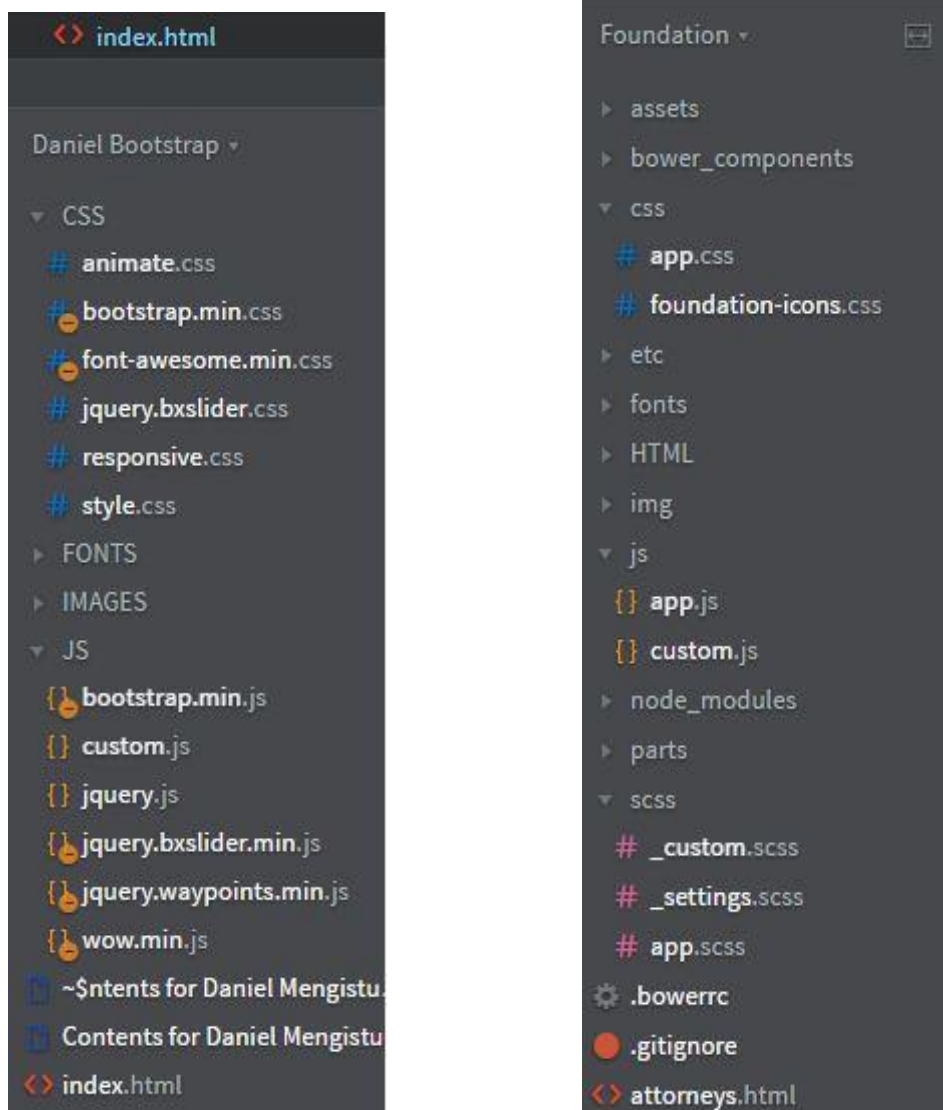 index.html
Daniel Bootstrap
CSS
animate.css
bootstrap.min.css
font-awesome.min.css
jquery.bxslider.css
responsive.css
style.css
FONTS
IMAGES
JS
bootstrap.min.js
custom.js
jquery.js
jquery.bxslider.min.js
jquery.waypoints.min.js
wow.min.js
~$ntents for Daniel Mengistu.
Contents for Daniel Mengistu
index.html
Foundation
assets
bower_components
css
app.css
foundation-icons.css
etc
fonts
HTML
img
js
app.js
custom.js
node_modules
parts
scss
_custom.scss
_settings.scss
app.scss
.bowerrc
.gitignore
attorneys.html